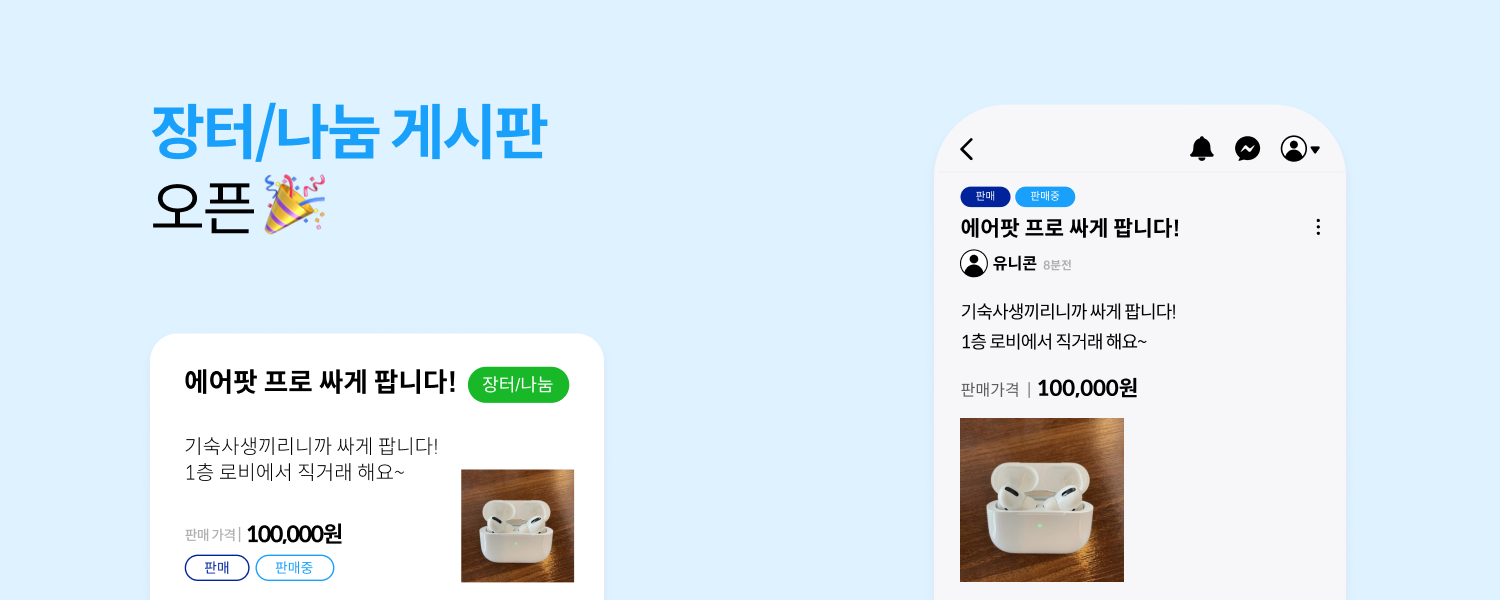 장터/나눔 게시판
오픈
에어팟 프로 싸게 팝니다!
장터/나눔
기숙사생끼리니까 싸게 팝니다!
1층 로비에서 직거래 해요~
판매 가격| 100,000원
판매
판매중
판매
판매중
에어팟 프로 싸게 팝니다!
유니콘 8분전
기숙사생끼리니까 싸게 팝니다!
1층 로비에서 직거래 해요~
판매가격 | 100,000원